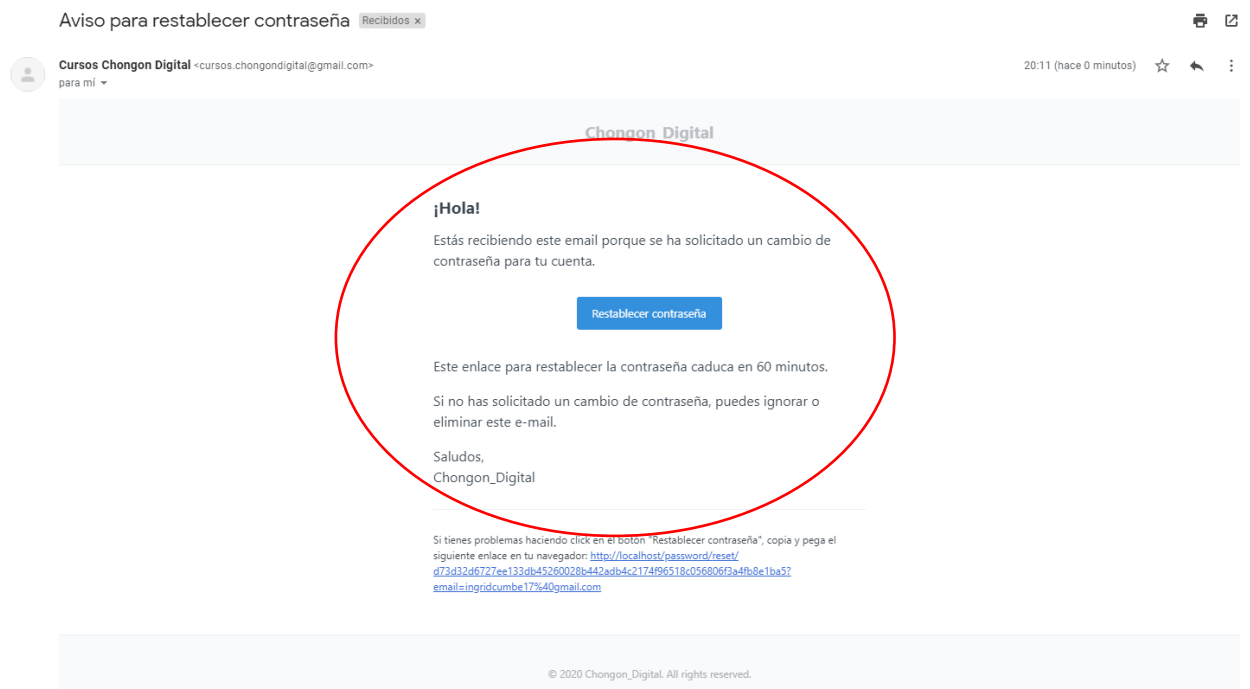 Aviso para restablecer contraseña Recibidos x
Cursos Chongon Digital <cursos.chongondigital@gmail.com>
20:11 (hace 0 minutos)
para mí
Chongon_Digital
¡Hola!
Estás recibiendo este email porque se ha solicitado un cambio de
contraseña para tu cuenta.
Restablecer contraseña
Este enlace para restablecer la contraseña caduca en 60 minutos.
Si no has solicitado un cambio de contraseña, puedes ignorar o
eliminar este e-mail.
Saludos,
Chongon_Digital
Si tienes problemas haciendo click en el botón "Restablecer contraseña", copia y pega el
siguiente enlace en tu navegador: http://localhost/password/reset/
d73d32d6727ee133db45260028b442adb4c2174f96518c056806f3a4fb8e1ba5?
email=ingridcumbe17%40gmail.com
© 2020 Chongon_Digital. All rights reserved.